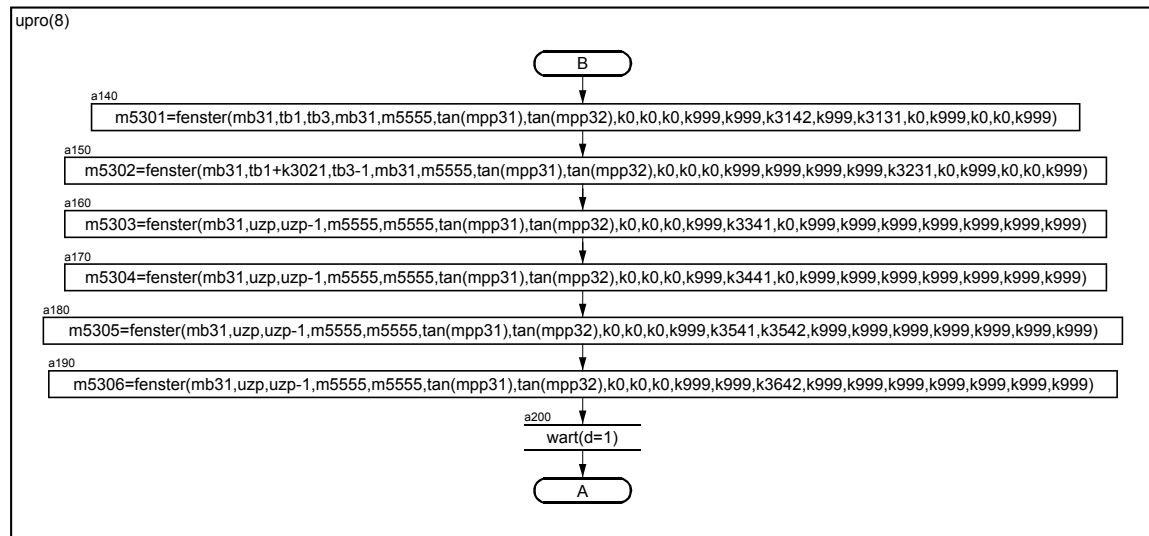 upro(8)
B
a140
m5301=fenster(mb31,tb1,tb3,mb31,m5555,tan(mpp31),tan(mpp32),k0,k0,k0,k999,k999,k3142,k999,k3131,k0,k999,k0,k0,k999)
a150
m5302=fenster(mb31,tb1+k3021,tb3-1,mb31,m5555,tan(mpp31),tan(mpp32),k0,k0,k0,k999,k999,k999,k999,k3231,k0,k999,k0,k0,k999)
a160
m5303=fenster(mb31,uzp,uzp-1,m5555,m5555,tan(mpp31),tan(mpp32),k0,k0,k0,k999,k3341,k0,k999,k999,k999,k999,k999,k999,k999)
a170
m5304=fenster(mb31,uzp,uzp-1,m5555,m5555,tan(mpp31),tan(mpp32),k0,k0,k0,k999,k3441,k0,k999,k999,k999,k999,k999,k999,k999)
a180
m5305=fenster(mb31,uzp,uzp-1,m5555,m5555,tan(mpp31),tan(mpp32),k0,k0,k0,k999,k3541,k3542,k999,k999,k999,k999,k999,k999,k999)
a190
m5306=fenster(mb31,uzp,uzp-1,m5555,m5555,tan(mpp31),tan(mpp32),k0,k0,k0,k999,k999,k3642,k999,k999,k999,k999,k999,k999,k999)
a200
wart(d=1)
A